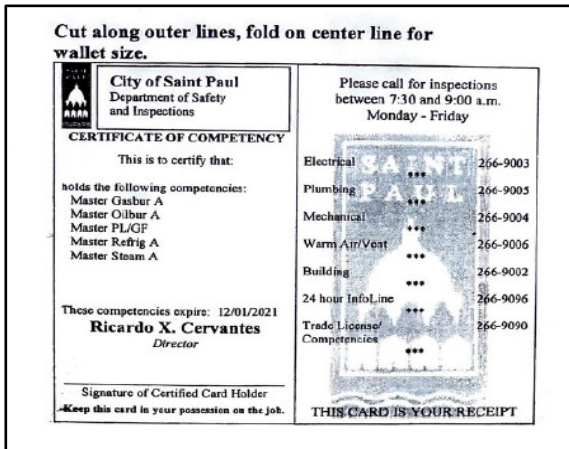 Cut along outer lines, fold on center line for
wallet size.
City of Saint Paul
Department of Safety
and Inspections
CERTIFICATE OF COMPETENCY
This is to certify that:
holds the following competencies:
Master Gasbur A
Master Oilbur A
Master PL/GF
Master Refrig A
Master Steam A
These competencies expire: 12/01/2021
Ricardo X. Cervantes
Director
Signature of Certified Card Holder
Keep this card in your possession on the job.
Please call for inspections
between 7:30 and 9:00 a.m.
Monday - Friday
SAINT
PAUL
Electrical 266-9003
***
Plumbing 266-9005
***
Mechanical 266-9004
***
Warm Air/Vent 266-9006
***
Building 266-9002
***
24 hour InfoLine 266-9096
***
Trade License/ 266-9090
Competencies
***
THIS CARD IS YOUR RECEIPT